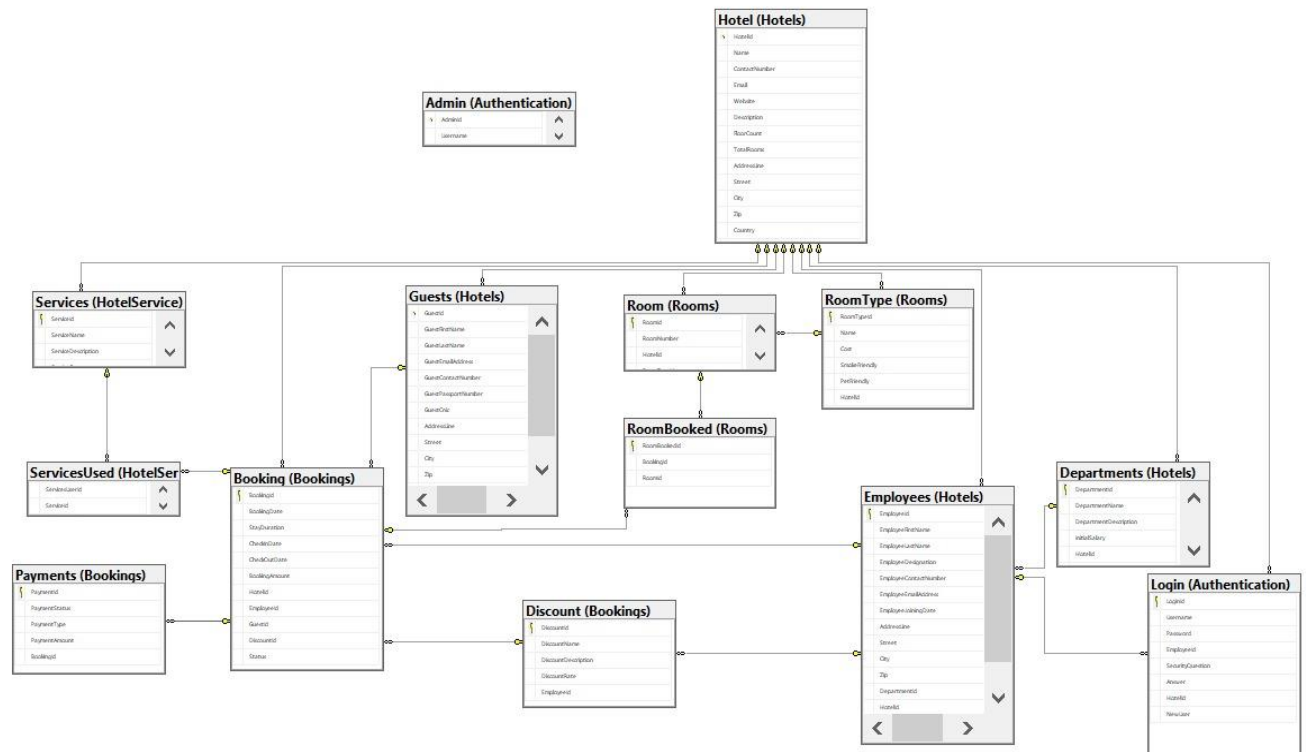 Hotel (Hotels)
HotelId
Name
ContactNumber
Email
Website
Description
FloorCount
TotalRooms
AddressLine
Street
City
Zip
Country
Admin (Authentication)
AdminId
Username
Services (HotelService)
ServiceId
ServiceName
ServiceDescription
Guests (Hotels)
GuestId
GuestFirstName
GuestLastName
GuestEmailAddress
GuestContactNumber
GuestPassportNumber
GuestCnic
AddressLine
Street
City
Zip
Room (Rooms)
RoomId
RoomNumber
HotelId
RoomType (Rooms)
RoomTypeId
Name
Cost
SmokeFriendly
PetFriendly
HotelId
RoomBooked (Rooms)
RoomBookedId
BookingId
RoomId
ServicesUsed (HotelSer
ServicesUsedId
ServiceId
Booking (Bookings)
BookingId
BookingDate
StayDuration
CheckInDate
CheckOutDate
BookingAmount
HotelId
EmployeeId
GuestId
DiscountId
Status
Employees (Hotels)
EmployeeId
EmployeeFirstName
EmployeeLastName
EmployeeDesignation
EmployeeContactNumber
EmployeeEmailAddress
EmployeeJoiningDate
AddressLine
Street
City
Zip
DepartmentId
HotelId
Departments (Hotels)
DepartmentId
DepartmentName
DepartmentDescription
InitialSalary
HotelId
Payments (Bookings)
PaymentId
PaymentStatus
PaymentType
PaymentAmount
BookingId
Discount (Bookings)
DiscountId
DiscountName
DiscountDescription
DiscountRate
EmployeeId
Login (Authentication)
LoginId
Username
Password
EmployeeId
SecurityQuestion
Answer
HotelId
NewUser